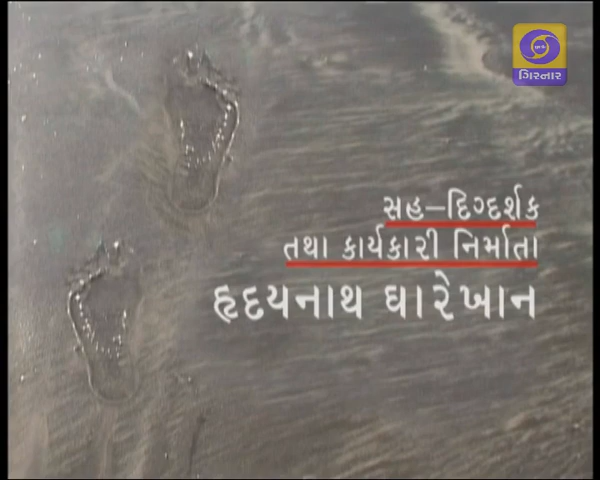 ગિરનાર
સહ–દિગ્દર્શક
તથા કાર્યકારી નિર્માતા
હૃદયનાથ ઘારેખાન